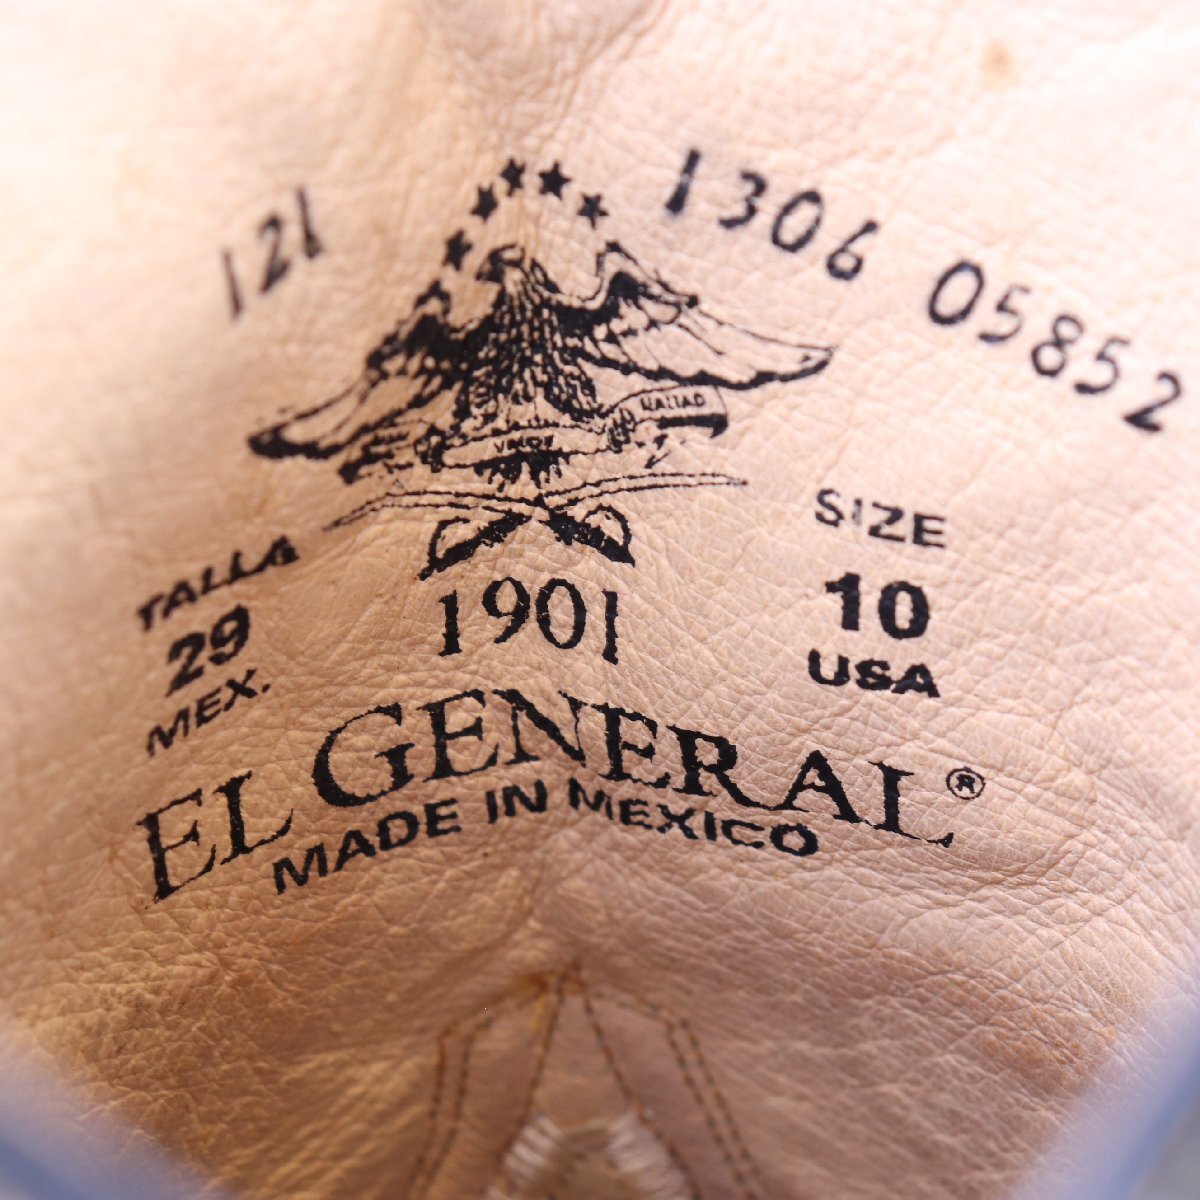 121
1306 05852
TALLA
29
MEX.
1901
SIZE
10
USA
EL GENERAL®
MADE IN MEXICO